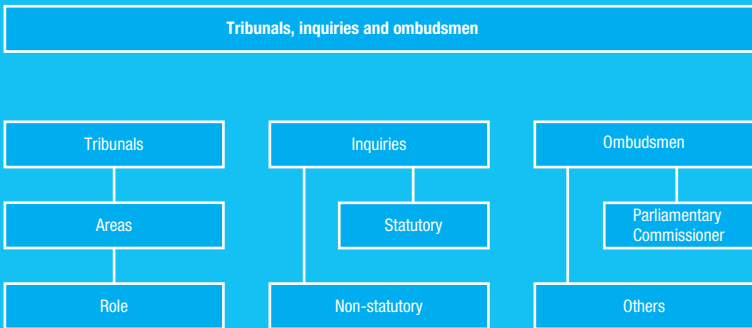 Tribunals, inquiries and ombudsmen
Tribunals
Inquiries
Ombudsmen
Areas
Statutory
Parliamentary
Commissioner
Role
Non-statutory
Others